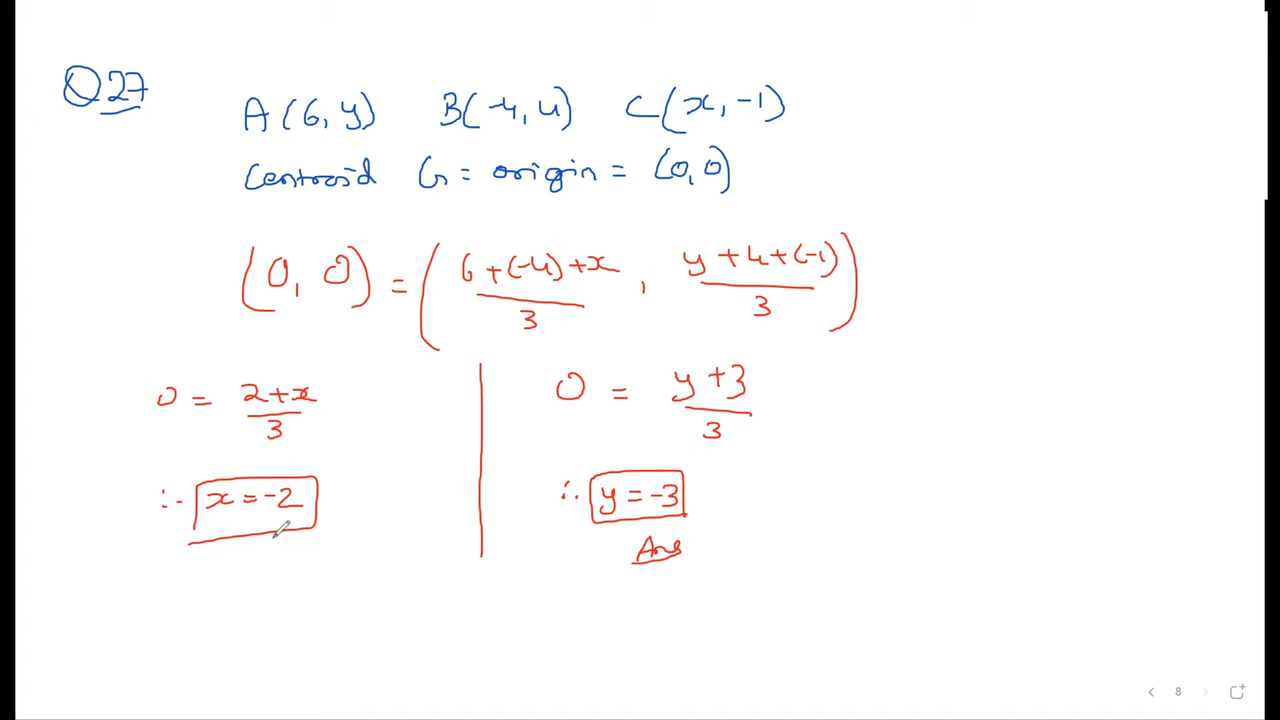 Q27
A(6, y) B(-4, 4) C(x, -1)
Centroid G = origin = (0, 0)
(0, 0) = ( 6+(-4)+x / 3 , y+4+(-1) / 3 )
0 = 2+x / 3
∴ x = -2
0 = y+3 / 3
∴ y = -3
Ans
8